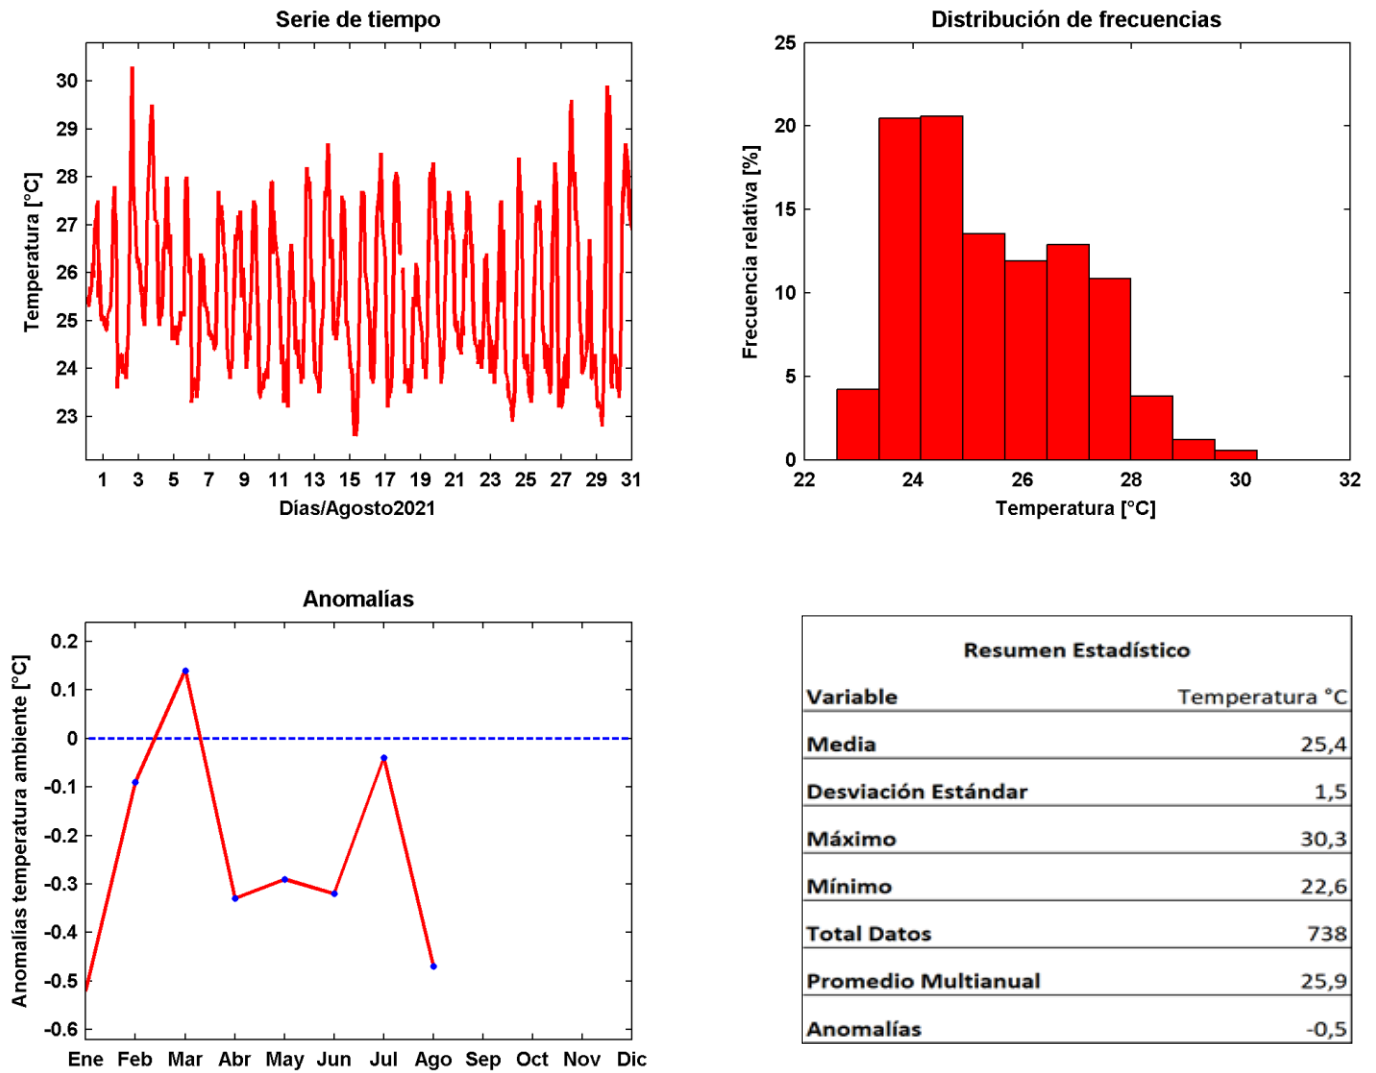 Serie de tiempo
30
29
28
27
26
25
24
23
Temperatura [°C]
1 3 5 7 9 11 13 15 17 19 21 23 25 27 29 31
Días/Agosto2021
Distribución de frecuencias
25
20
15
10
5
0
Frecuencia relativa [%]
22 24 26 28 30 32
Temperatura [°C]
Anomalías
0.2
0.1
0
-0.1
-0.2
-0.3
-0.4
-0.5
-0.6
Anomalías temperatura ambiente [°C]
Ene Feb Mar Abr May Jun Jul Ago Sep Oct Nov Dic
Resumen Estadístico
Variable Temperatura °C
Media 25,4
Desviación Estándar 1,5
Máximo 30,3
Mínimo 22,6
Total Datos 738
Promedio Multianual 25,9
Anomalías -0,5